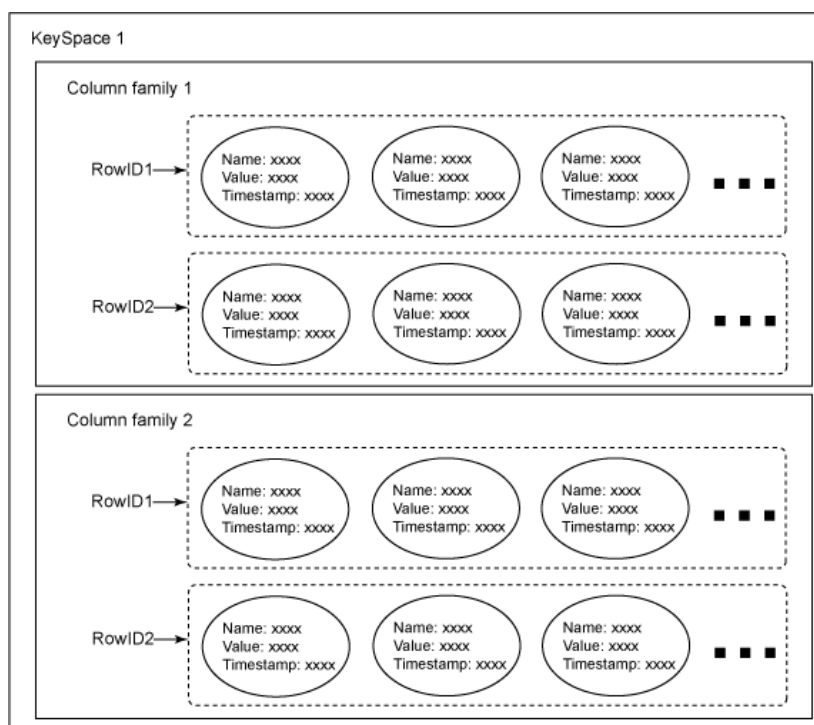 KeySpace 1
Column family 1
RowID1
Name: xxxx
Value: xxxx
Timestamp: xxxx
Name: xxxx
Value: xxxx
Timestamp: xxxx
Name: xxxx
Value: xxxx
Timestamp: xxxx
RowID2
Name: xxxx
Value: xxxx
Timestamp: xxxx
Name: xxxx
Value: xxxx
Timestamp: xxxx
Name: xxxx
Value: xxxx
Timestamp: xxxx
Column family 2
RowID1
Name: xxxx
Value: xxxx
Timestamp: xxxx
Name: xxxx
Value: xxxx
Timestamp: xxxx
Name: xxxx
Value: xxxx
Timestamp: xxxx
RowID2
Name: xxxx
Value: xxxx
Timestamp: xxxx
Name: xxxx
Value: xxxx
Timestamp: xxxx
Name: xxxx
Value: xxxx
Timestamp: xxxx